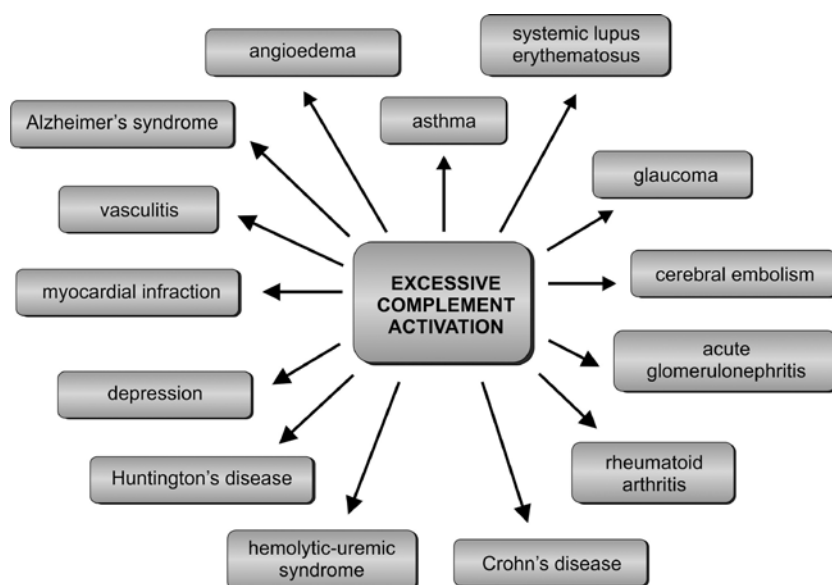 systemic lupus
erythematosus
angioedema
asthma
Alzheimer's syndrome
glaucoma
vasculitis
cerebral embolism
myocardial infraction
EXCESSIVE
COMPLEMENT
ACTIVATION
acute
glomerulonephritis
depression
rheumatoid
arthritis
Huntington's disease
hemolytic-uremic
syndrome
Crohn's disease